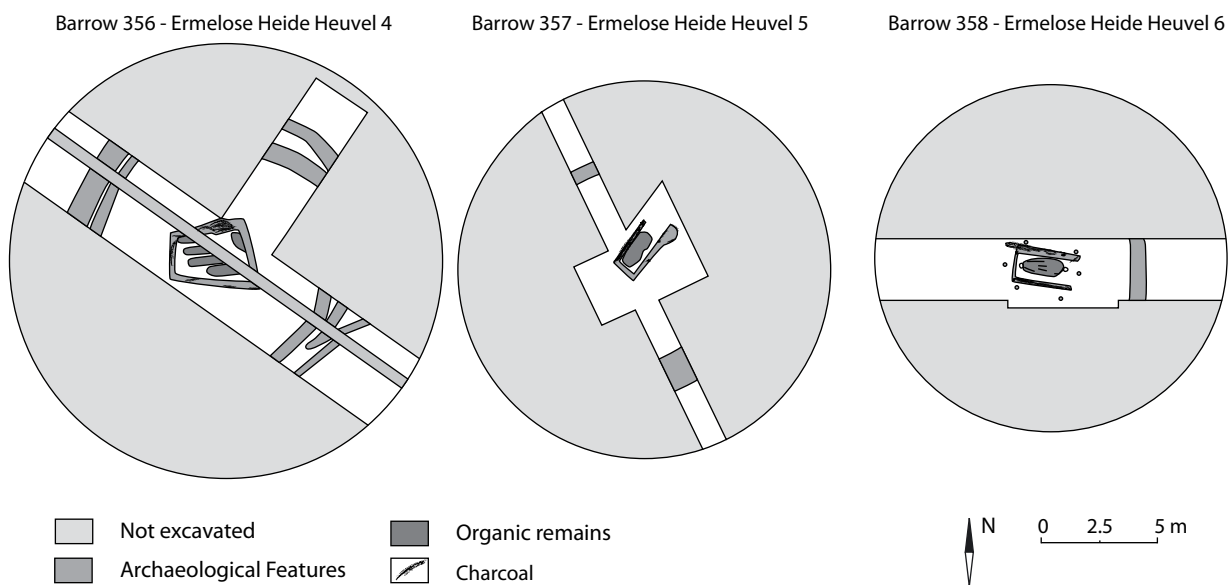 Barrow 356 - Ermelose Heide Heuvel 4
Barrow 357 - Ermelose Heide Heuvel 5
Barrow 358 - Ermelose Heide Heuvel 6
Not excavated
Archaeological Features
Organic remains
Charcoal
N
0 2.5 5 m